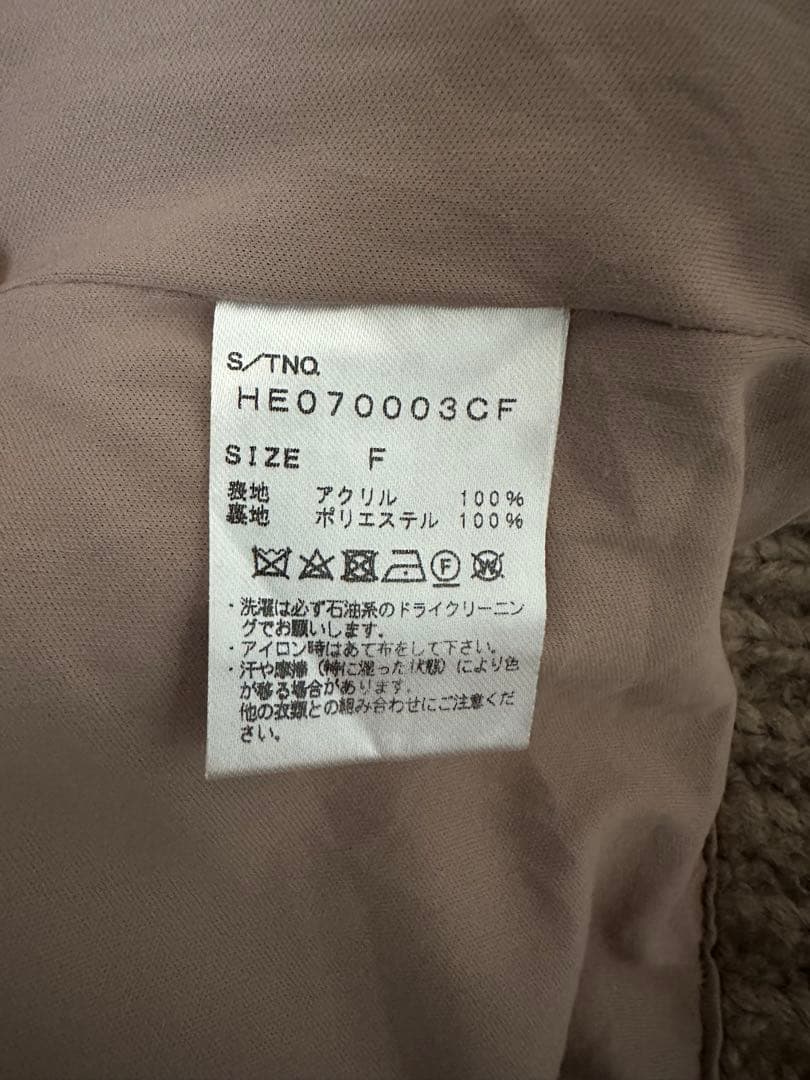 S/TNO.
HE070003CF
SIZE F
表地 アクリル 100%
裏地 ポリエステル 100%
F W
・洗濯は必ず石油系のドライクリーニン
グでお願いします。
・アイロン時はあて布をして下さい。
・汗や摩擦（特に湿った状態）により色
が移る場合があります。
他の衣類との組み合わせにご注意くだ
さい。